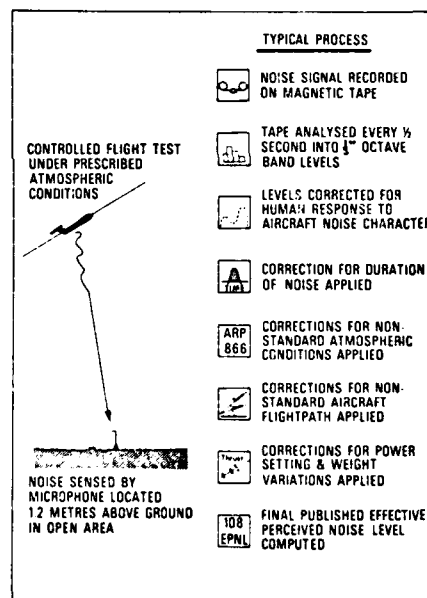 TYPICAL PROCESS
NOISE SIGNAL RECORDED
ON MAGNETIC TAPE
CONTROLLED FLIGHT TEST
UNDER PRESCRIBED
ATMOSPHERIC
CONDITIONS
TAPE ANALYSED EVERY ½
SECOND INTO OCTAVE
BAND LEVELS
LEVELS CORRECTED FOR
HUMAN RESPONSE TO
AIRCRAFT NOISE CHARACTE
CORRECTION FOR DURATION
OF NOISE APPLIED
ARP
866
CORRECTIONS FOR NON-
STANDARD ATMOSPHERIC
CONDITIONS APPLIED
CORRECTIONS FOR NON-
STANDARD AIRCRAFT
FLIGHTPATH APPLIED
Thrust
CORRECTIONS FOR POWER
SETTING & WEIGHT
VARIATIONS APPLIED
NOISE SENSED BY
MICROPHONE LOCATED
1.2 METRES ABOVE GROUND
IN OPEN AREA
108
EPNL
FINAL PUBLISHED EFFECTIVE
PERCEIVED NOISE LEVEL
COMPUTED